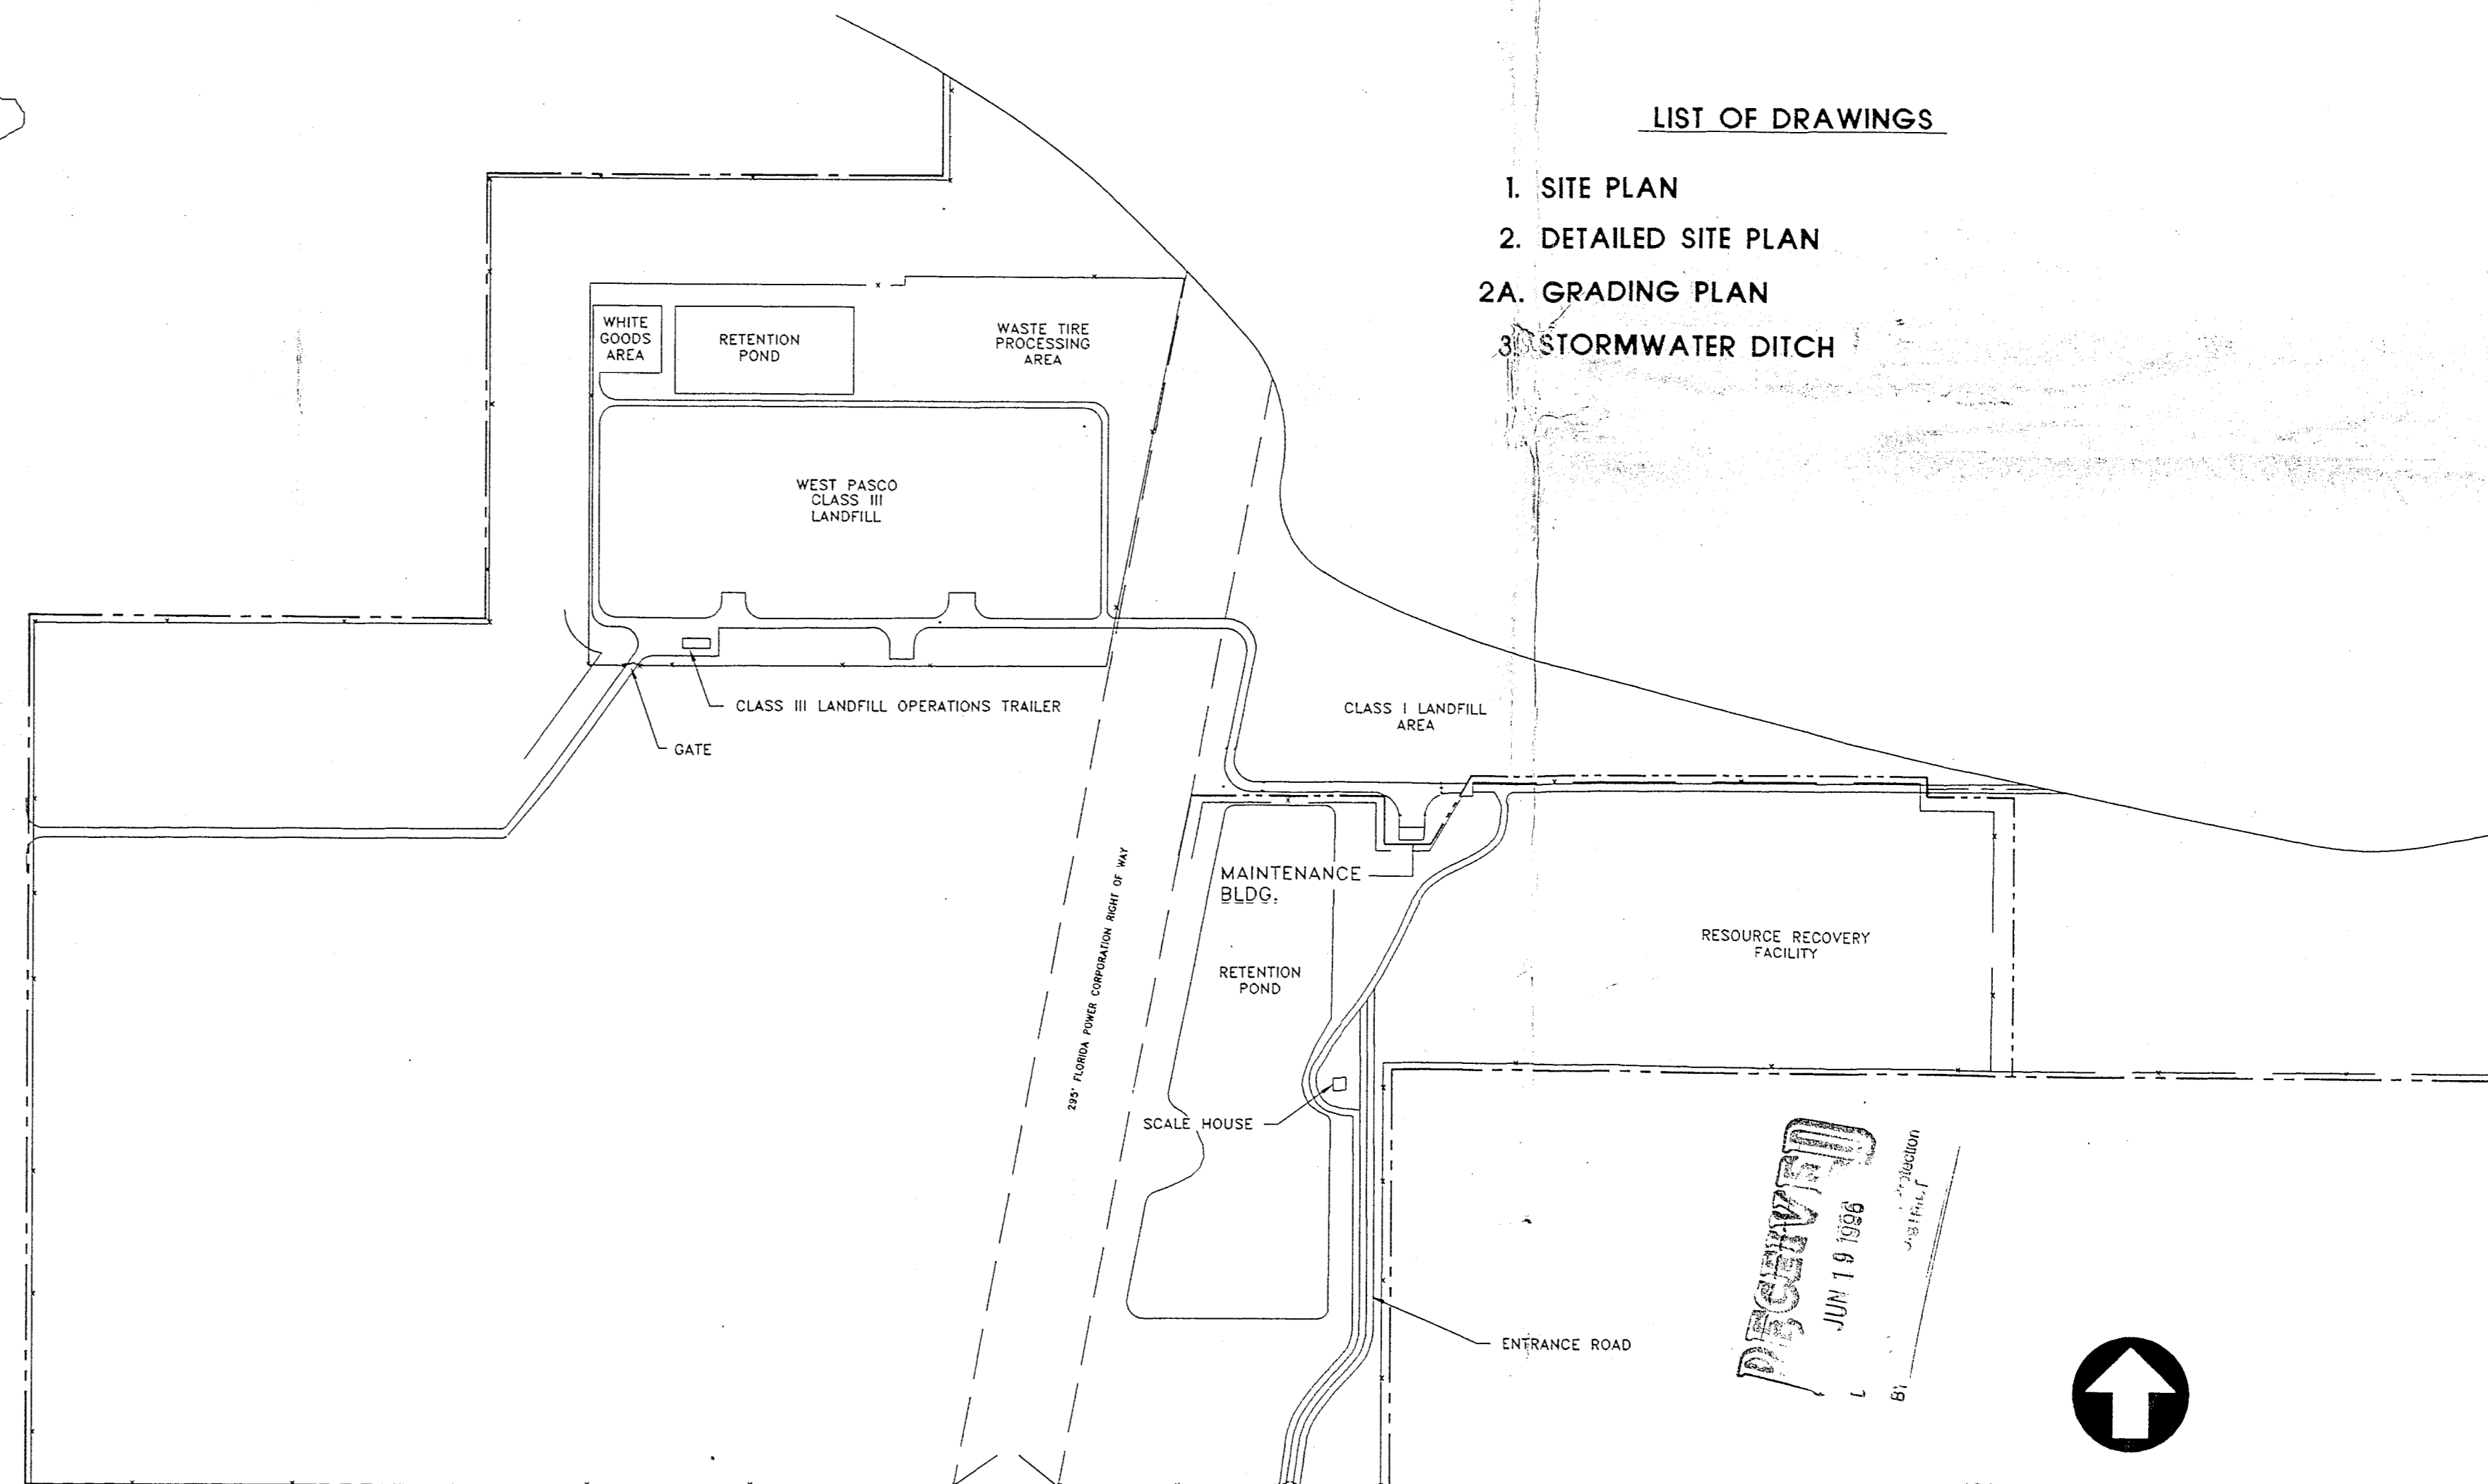 LIST OF DRAWINGS
1. SITE PLAN
2. DETAILED SITE PLAN
2A. GRADING PLAN
3. STORMWATER DITCH
WHITE
GOODS
AREA
RETENTION
POND
WASTE TIRE
PROCESSING
AREA
WEST PASCO
CLASS III
LANDFILL
CLASS III LANDFILL OPERATIONS TRAILER
GATE
CLASS I LANDFILL
AREA
MAINTENANCE
BLDG.
295' FLORIDA POWER CORPORATION RIGHT OF WAY
RETENTION
POND
RESOURCE RECOVERY
FACILITY
SCALE HOUSE
ENTRANCE ROAD
RECEIVED
JUN 19 1996
BY